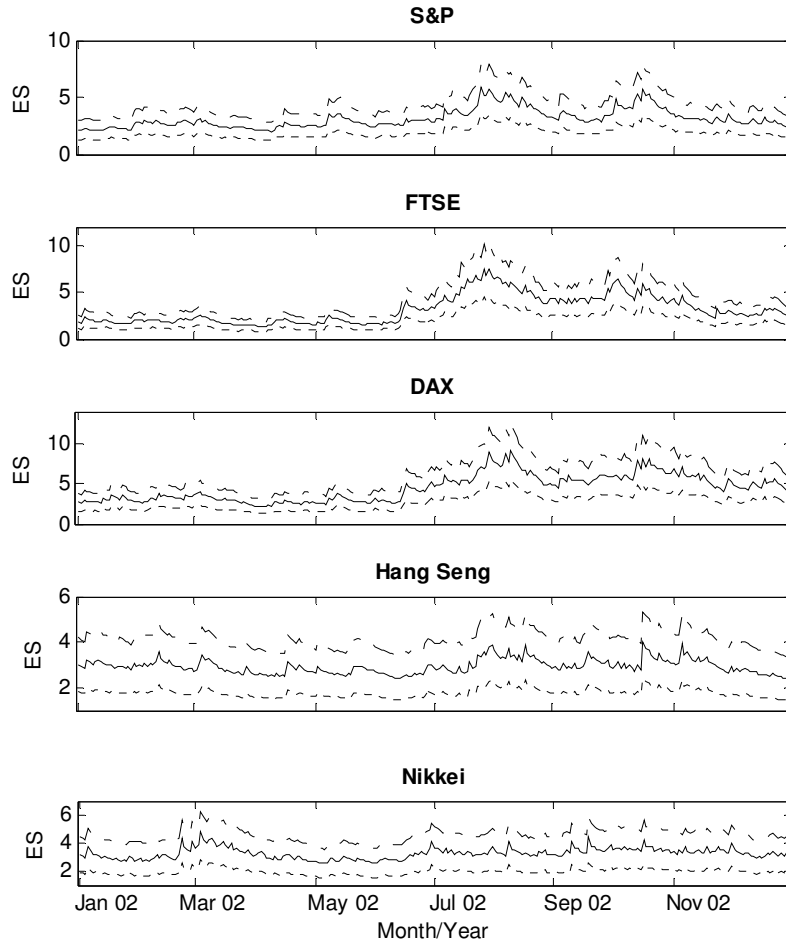 S&P
10
5
0
ES
FTSE
10
5
0
ES
DAX
10
5
0
ES
Hang Seng
6
4
2
ES
Nikkei
6
4
2
ES
Jan 02 Mar 02 May 02 Jul 02 Sep 02 Nov 02
Month/Year